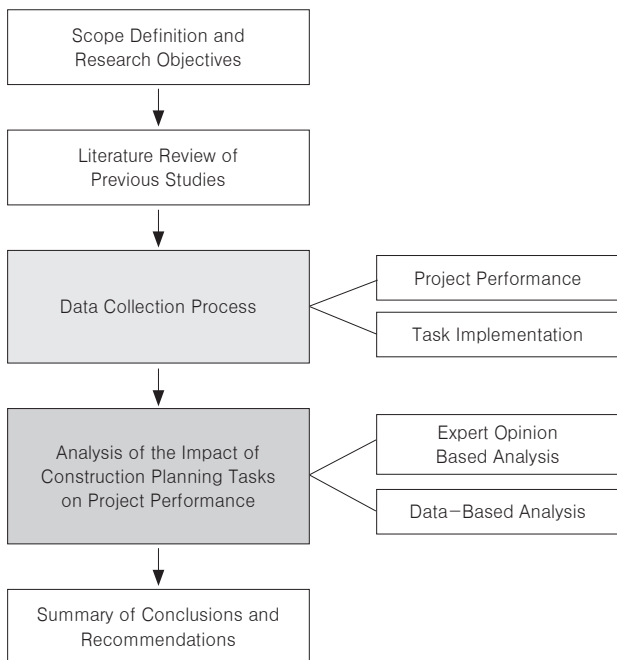 Scope Definition and
Research Objectives
Literature Review of
Previous Studies
Data Collection Process
Project Performance
Task Implementation
Analysis of the Impact of
Construction Planning Tasks
on Project Performance
Expert Opinion
Based Analysis
Data-Based Analysis
Summary of Conclusions and
Recommendations